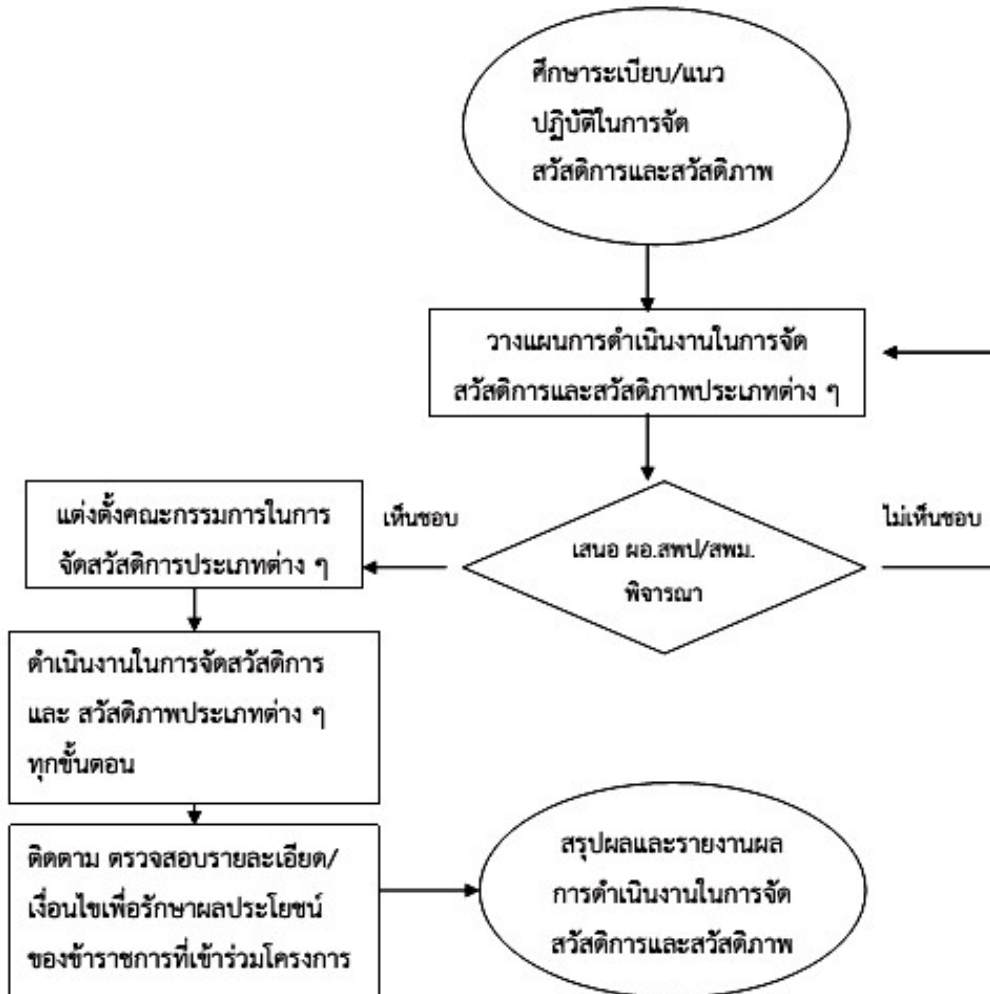 ศึกษาระเบียบ/แนว
ปฏิบัติในการจัด
สวัสดิการและสวัสดิภาพ
วางแผนการดำเนินงานในการจัด
สวัสดิการและสวัสดิภาพประเภทต่าง ๆ
แต่งตั้งคณะกรรมการในการ
จัดสวัสดิการประเภทต่าง ๆ
เห็นชอบ
เสนอ ผอ.สพป/สพม.
พิจารณา
ไม่เห็นชอบ
ดำเนินงานในการจัดสวัสดิการ
และ สวัสดิภาพประเภทต่าง ๆ
ทุกขั้นตอน
ติดตาม ตรวจสอบรายละเอียด/
เงื่อนไขเพื่อรักษาผลประโยชน์
ของข้าราชการที่เข้าร่วมโครงการ
สรุปผลและรายงานผล
การดำเนินงานในการจัด
สวัสดิการและสวัสดิภาพ